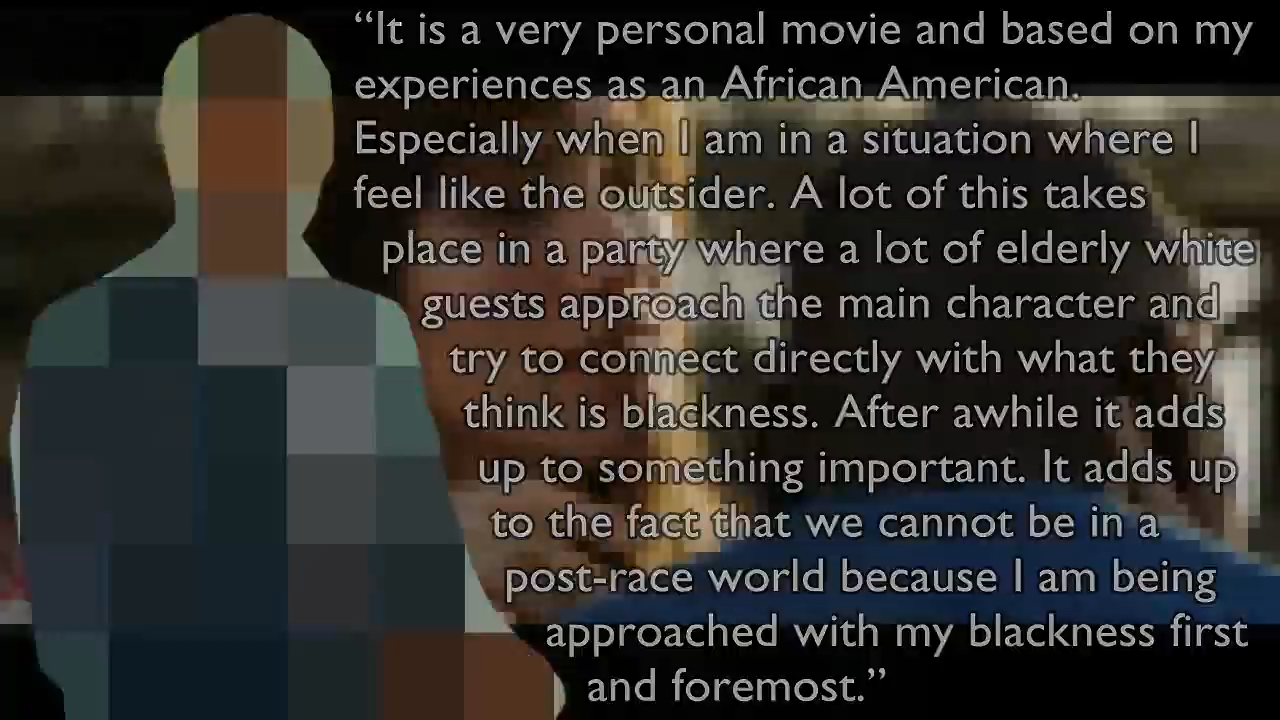 “It is a very personal movie and based on my
experiences as an African American.
Especially when I am in a situation where I
feel like the outsider. A lot of this takes
place in a party where a lot of elderly white
guests approach the main character and
try to connect directly with what they
think is blackness. After awhile it adds
up to something important. It adds up
to the fact that we cannot be in a
post-race world because I am being
approached with my blackness first
and foremost.”